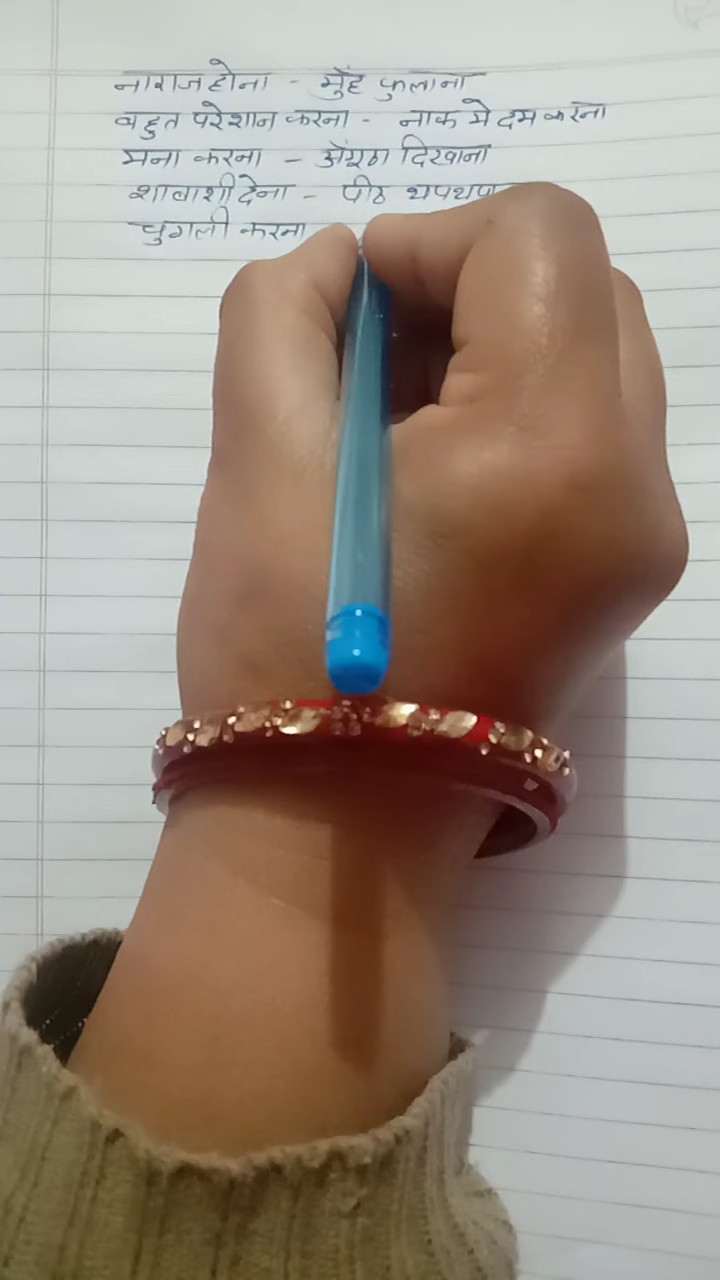 नाराज होना - मुँह फुलाना
बहुत परेशान करना - नाक मे दम करना
मना करना - अँगूठा दिखाना
शाबाशी देना - पीठ थपथपा
चुगली करना